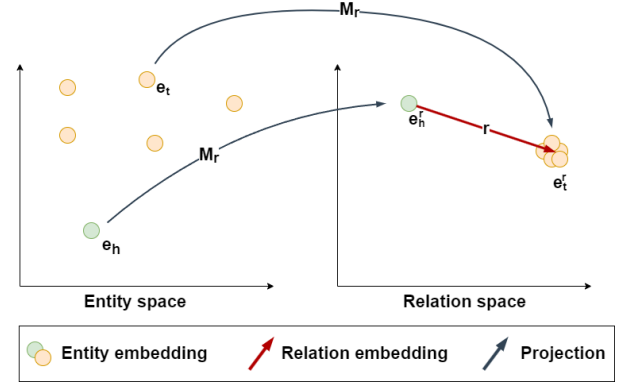 M_r
e_t
e_h^r
r
M_r
e_t^r
e_h
Entity space
Relation space
Entity embedding
Relation embedding
Projection